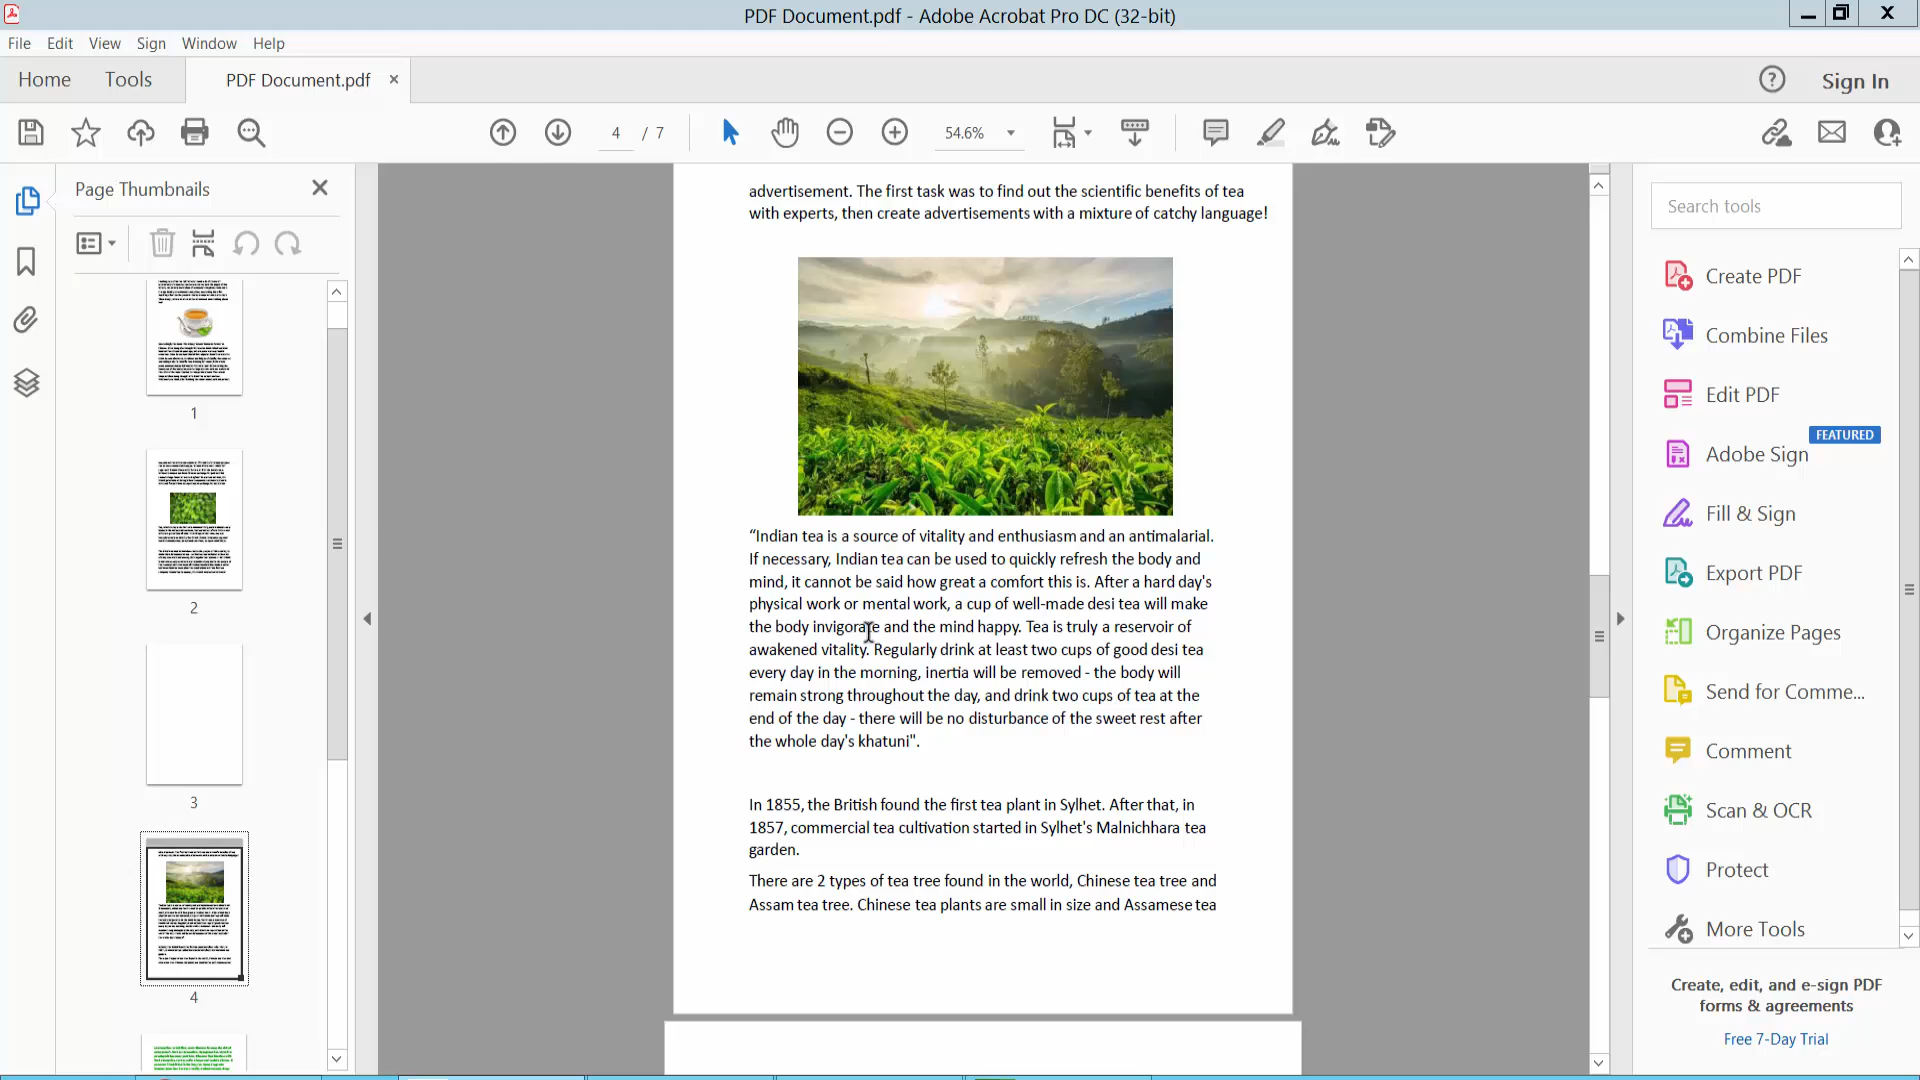 PDF Document.pdf - Adobe Acrobat Pro DC (32-bit)
File Edit View Sign Window Help
Home Tools PDF Document.pdf × Sign In
4 / 7 54.6%
Page Thumbnails
1
2
3
4
advertisement. The first task was to find out the scientific benefits of tea
with experts, then create advertisements with a mixture of catchy language!
“Indian tea is a source of vitality and enthusiasm and an antimalarial.
If necessary, Indian tea can be used to quickly refresh the body and
mind, it cannot be said how great a comfort this is. After a hard day's
physical work or mental work, a cup of well-made desi tea will make
the body invigorate and the mind happy. Tea is truly a reservoir of
awakened vitality. Regularly drink at least two cups of good desi tea
every day in the morning, inertia will be removed - the body will
remain strong throughout the day, and drink two cups of tea at the
end of the day - there will be no disturbance of the sweet rest after
the whole day's khatuni".
In 1855, the British found the first tea plant in Sylhet. After that, in
1857, commercial tea cultivation started in Sylhet's Malnichhara tea
garden.
There are 2 types of tea tree found in the world, Chinese tea tree and
Assam tea tree. Chinese tea plants are small in size and Assamese tea
Search tools
Create PDF
Combine Files
Edit PDF
FEATURED
Adobe Sign
Fill & Sign
Export PDF
Organize Pages
Send for Comme...
Comment
Scan & OCR
Protect
More Tools
Create, edit, and e-sign PDF
forms & agreements
Free 7-Day Trial